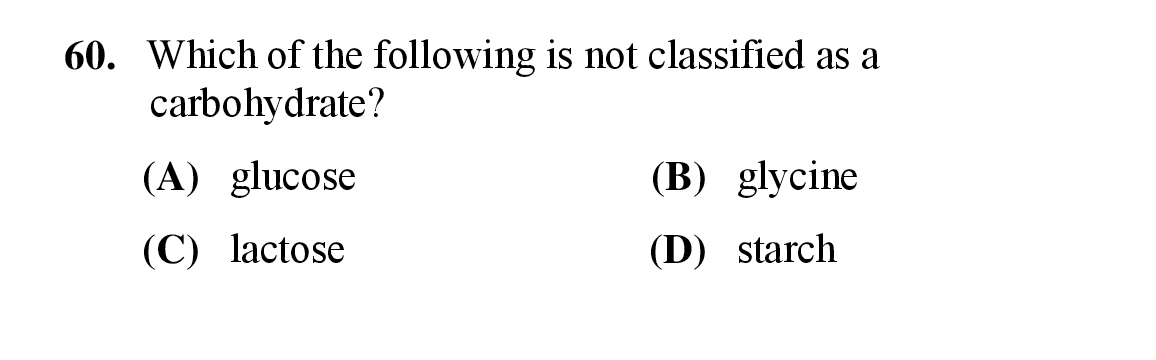 60. Which of the following is not classified as a
carbohydrate?
(A) glucose (B) glycine
(C) lactose (D) starch